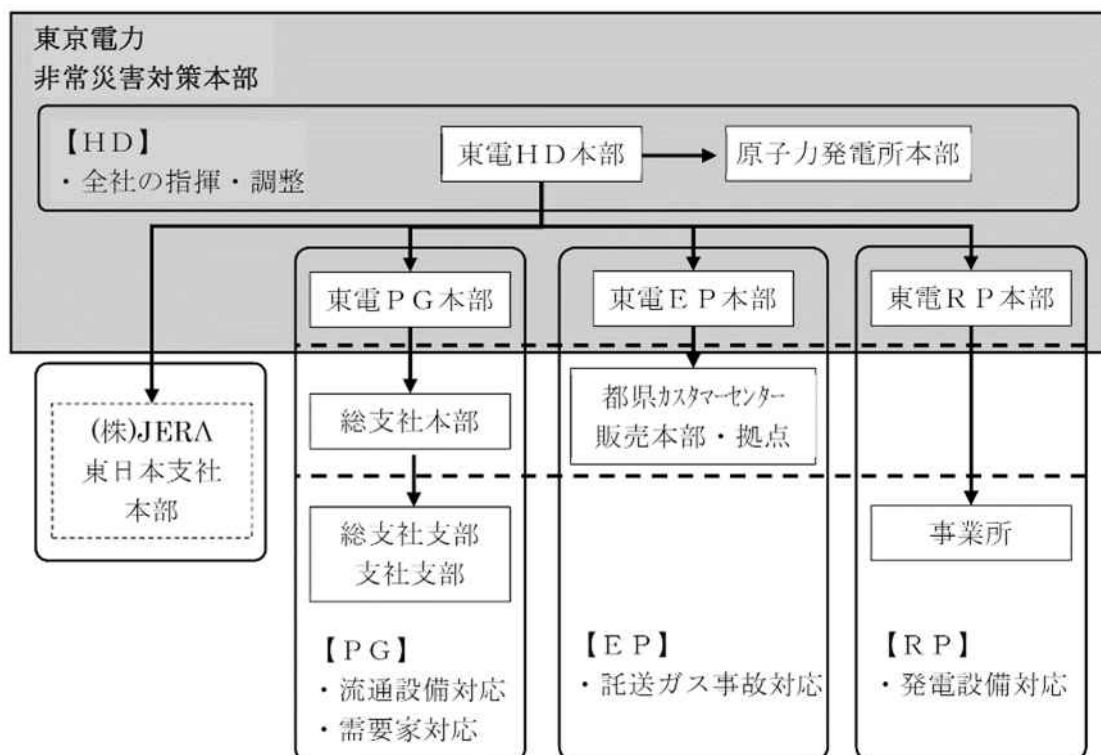 東京電力
非常災害対策本部
【HD】
・全社の指揮・調整
東電HD本部
原子力発電所本部
東電PG本部
東電EP本部
東電RP本部
(株)JERA
東日本支社
本部
総支社本部
都県カスタマーセンター
販売本部・拠点
総支社支部
支社支部
事業所
【PG】
・流通設備対応
・需要家対応
【EP】
・託送ガス事故対応
【RP】
・発電設備対応